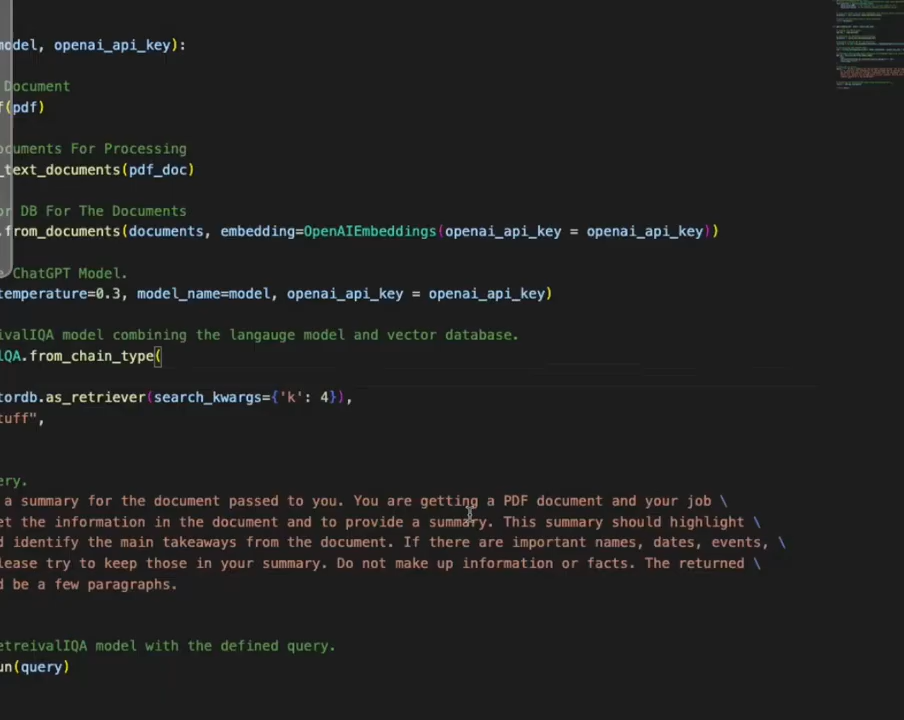 model, openai_api_key):
Document
f(pdf)
ocuments For Processing
_text_documents(pdf_doc)
or DB For The Documents
.from_documents(documents, embedding=OpenAIEmbeddings(openai_api_key = openai_api_key))
e ChatGPT Model.
temperature=0.3, model_name=model, openai_api_key = openai_api_key)
eivalIQA model combining the langauge model and vector database.
lQA.from_chain_type(
tordb.as_retriever(search_kwargs={'k': 4}),
tuff",
ery.
a summary for the document passed to you. You are getting a PDF document and your job \
et the information in the document and to provide a summary. This summary should highlight \
d identify the main takeaways from the document. If there are important names, dates, events, \
lease try to keep those in your summary. Do not make up information or facts. The returned \
d be a few paragraphs.
etreivalIQA model with the defined query.
un(query)